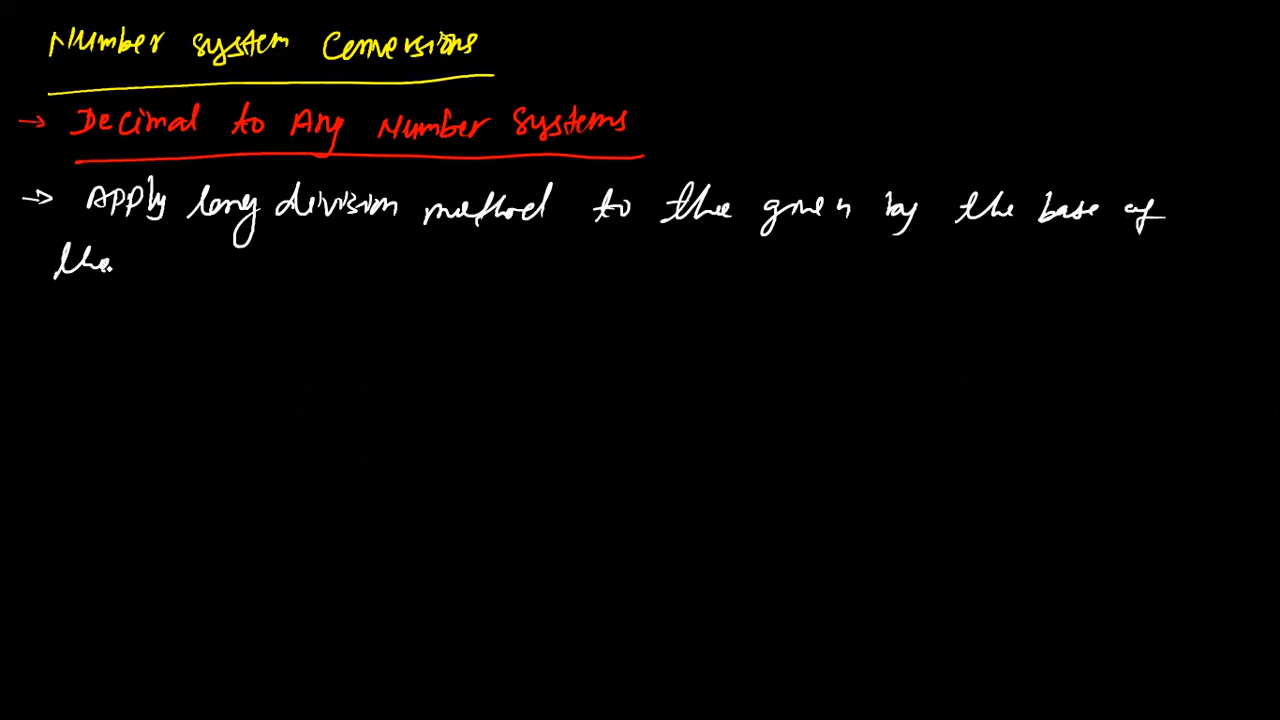 Number System Conversions
→ Decimal to Any Number Systems
→ Apply long division method to the given by the base of
the